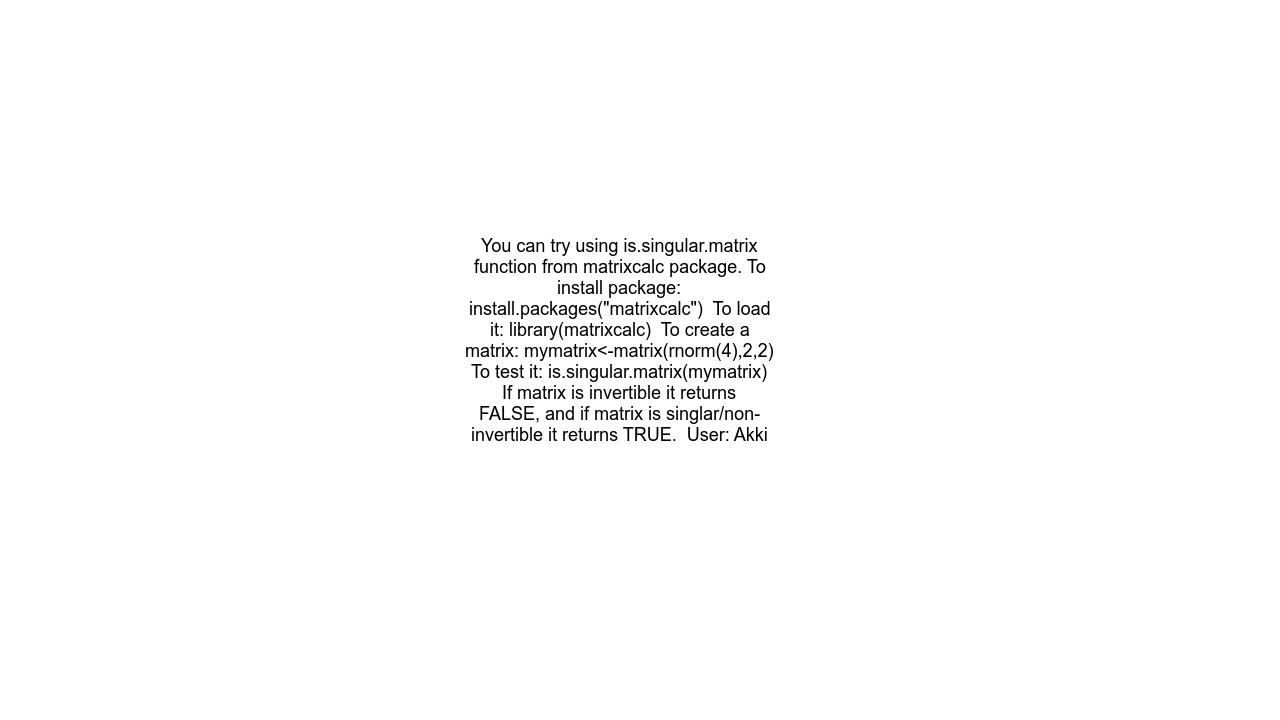 You can try using is.singular.matrix
function from matrixcalc package. To
install package:
install.packages("matrixcalc")  To load
it: library(matrixcalc)  To create a
matrix: mymatrix<-matrix(rnorm(4),2,2)
To test it: is.singular.matrix(mymatrix)
If matrix is invertible it returns
FALSE, and if matrix is singlar/non-
invertible it returns TRUE.  User: Akki